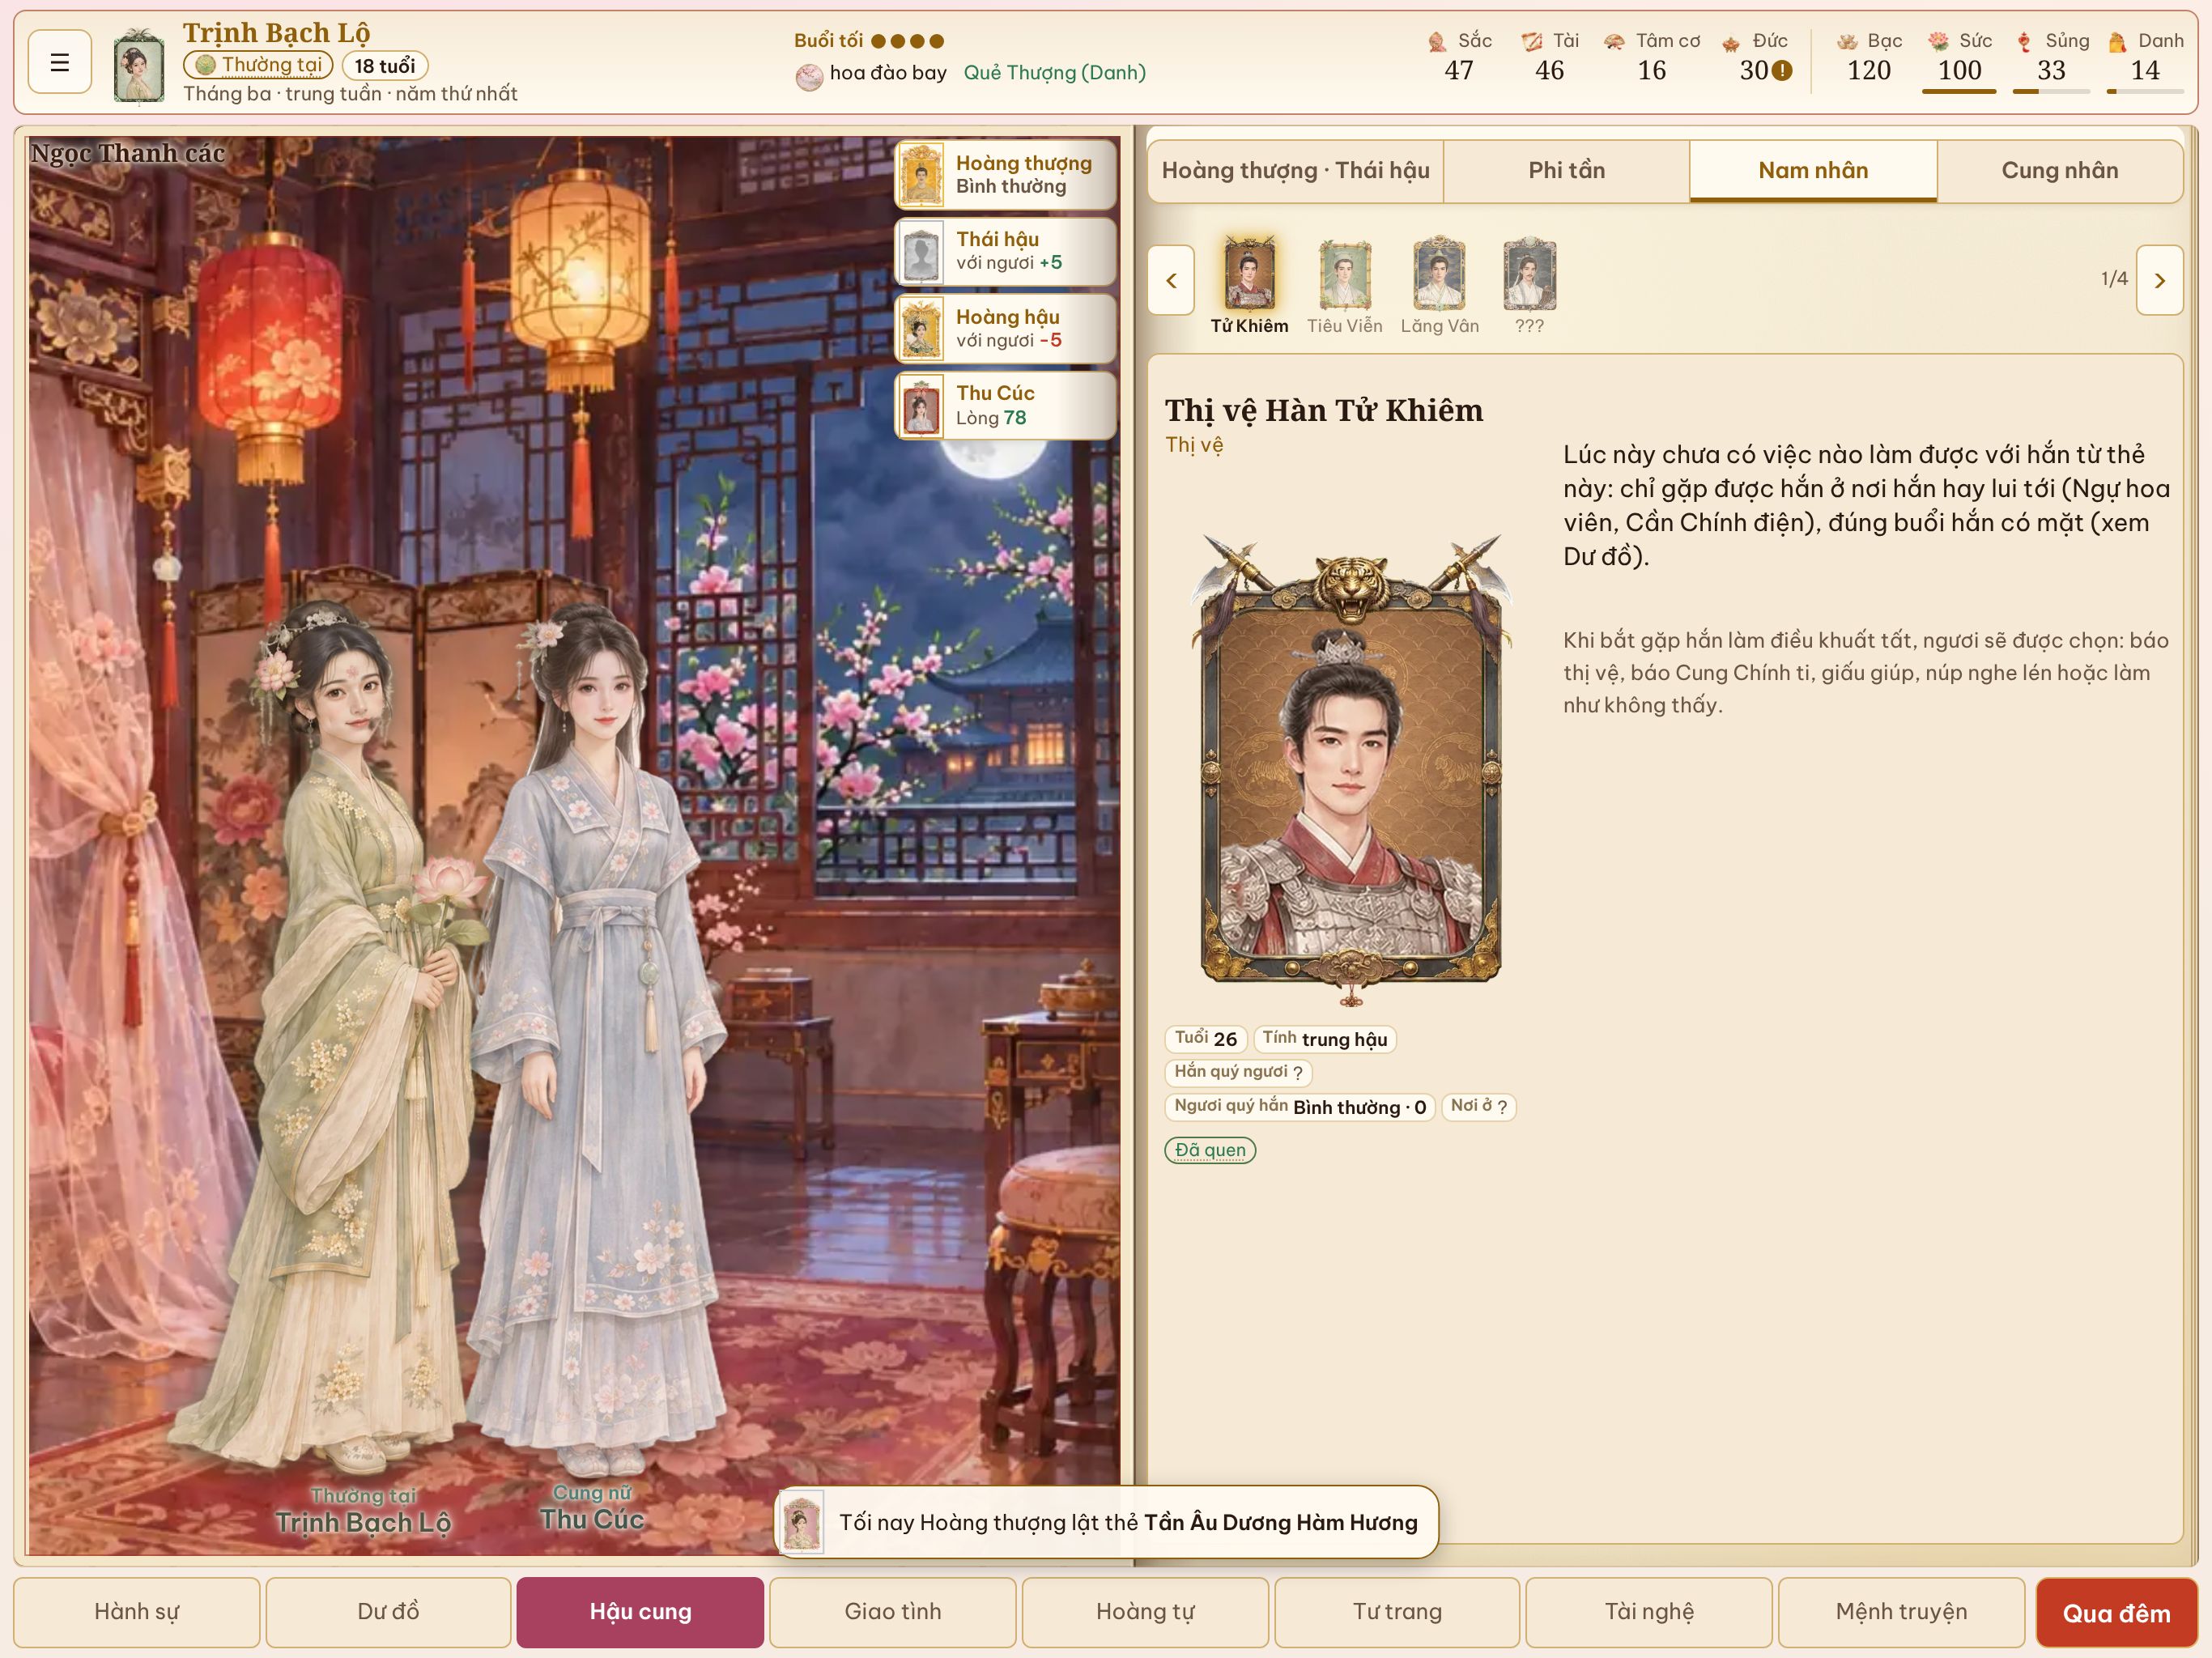 ☰
Trịnh Bạch Lộ
Thường tại
18 tuổi
Tháng ba · trung tuần · năm thứ nhất
Buổi tối
hoa đào bay
Quẻ Thượng (Danh)
Sắc
47
Tài
46
Tâm cơ
16
Đức
30 !
Bạc
120
Sức
100
Sủng
33
Danh
14
Ngọc Thanh các
Hoàng thượng
Bình thường
Thái hậu
với ngươi +5
Hoàng hậu
với ngươi -5
Thu Cúc
Lòng 78
Thường tại
Trịnh Bạch Lộ
Cung nữ
Thu Cúc
Hoàng thượng · Thái hậu
Phi tần
Nam nhân
Cung nhân
Tử Khiêm
Tiêu Viễn
Lăng Vân
???
1/4
Thị vệ Hàn Tử Khiêm
Thị vệ
Tuổi 26
Tính trung hậu
Hắn quý ngươi ?
Ngươi quý hắn Bình thường · 0
Nơi ở ?
Đã quen
Lúc này chưa có việc nào làm được với hắn từ thẻ
này: chỉ gặp được hắn ở nơi hắn hay lui tới (Ngự hoa
viên, Cần Chính điện), đúng buổi hắn có mặt (xem
Dư đồ).
Khi bắt gặp hắn làm điều khuất tất, ngươi sẽ được chọn: báo
thị vệ, báo Cung Chính ti, giấu giúp, núp nghe lén hoặc làm
như không thấy.
Tối nay Hoàng thượng lật thẻ Tần Âu Dương Hàm Hương
Hành sự
Dư đồ
Hậu cung
Giao tình
Hoàng tự
Tư trang
Tài nghệ
Mệnh truyện
Qua đêm